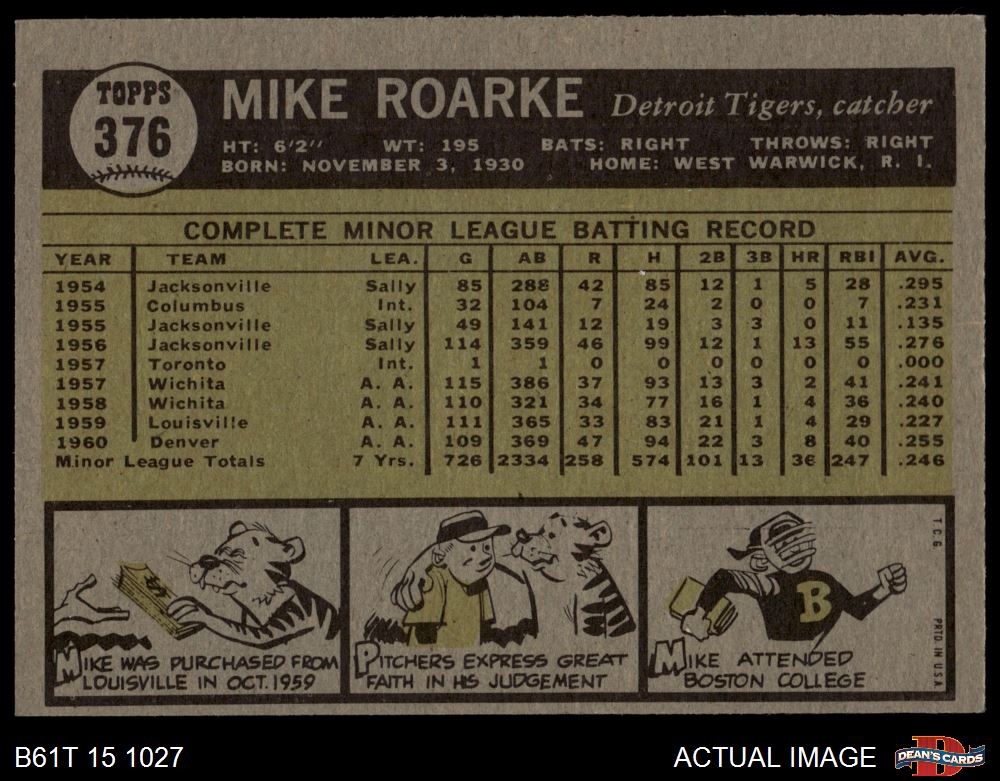 TOPPS
376
MIKE ROARKE Detroit Tigers, catcher
HT: 6'2'' WT: 195 BATS: RIGHT THROWS: RIGHT
BORN: NOVEMBER 3, 1930 HOME: WEST WARWICK, R. I.
COMPLETE MINOR LEAGUE BATTING RECORD
YEAR TEAM LEA. G AB R H 2B 3B HR RBI AVG.
1954 Jacksonville Sally 85 288 42 85 12 1 5 28 .295
1955 Columbus Int. 32 104 7 24 2 0 0 7 .231
1955 Jacksonville Sally 49 141 12 19 3 3 0 11 .135
1956 Jacksonville Sally 114 359 46 99 12 1 13 55 .276
1957 Toronto Int. 1 1 0 0 0 0 0 0 .000
1957 Wichita A. A. 115 386 37 93 13 3 2 41 .241
1958 Wichita A. A. 110 321 34 77 16 1 4 36 .240
1959 Louisville A. A. 111 365 33 83 21 1 4 29 .227
1960 Denver A. A. 109 369 47 94 22 3 8 40 .255
Minor League Totals 7 Yrs. 726 2334 258 574 101 13 36 247 .246
MIKE WAS PURCHASED FROM
LOUISVILLE IN OCT. 1959
PITCHERS EXPRESS GREAT
FAITH IN HIS JUDGEMENT
B
MIKE ATTENDED
BOSTON COLLEGE
T.C.G.
PRTD. IN U.S.A.
B61T 15 1027
ACTUAL IMAGE
D
DEAN'S CARDS